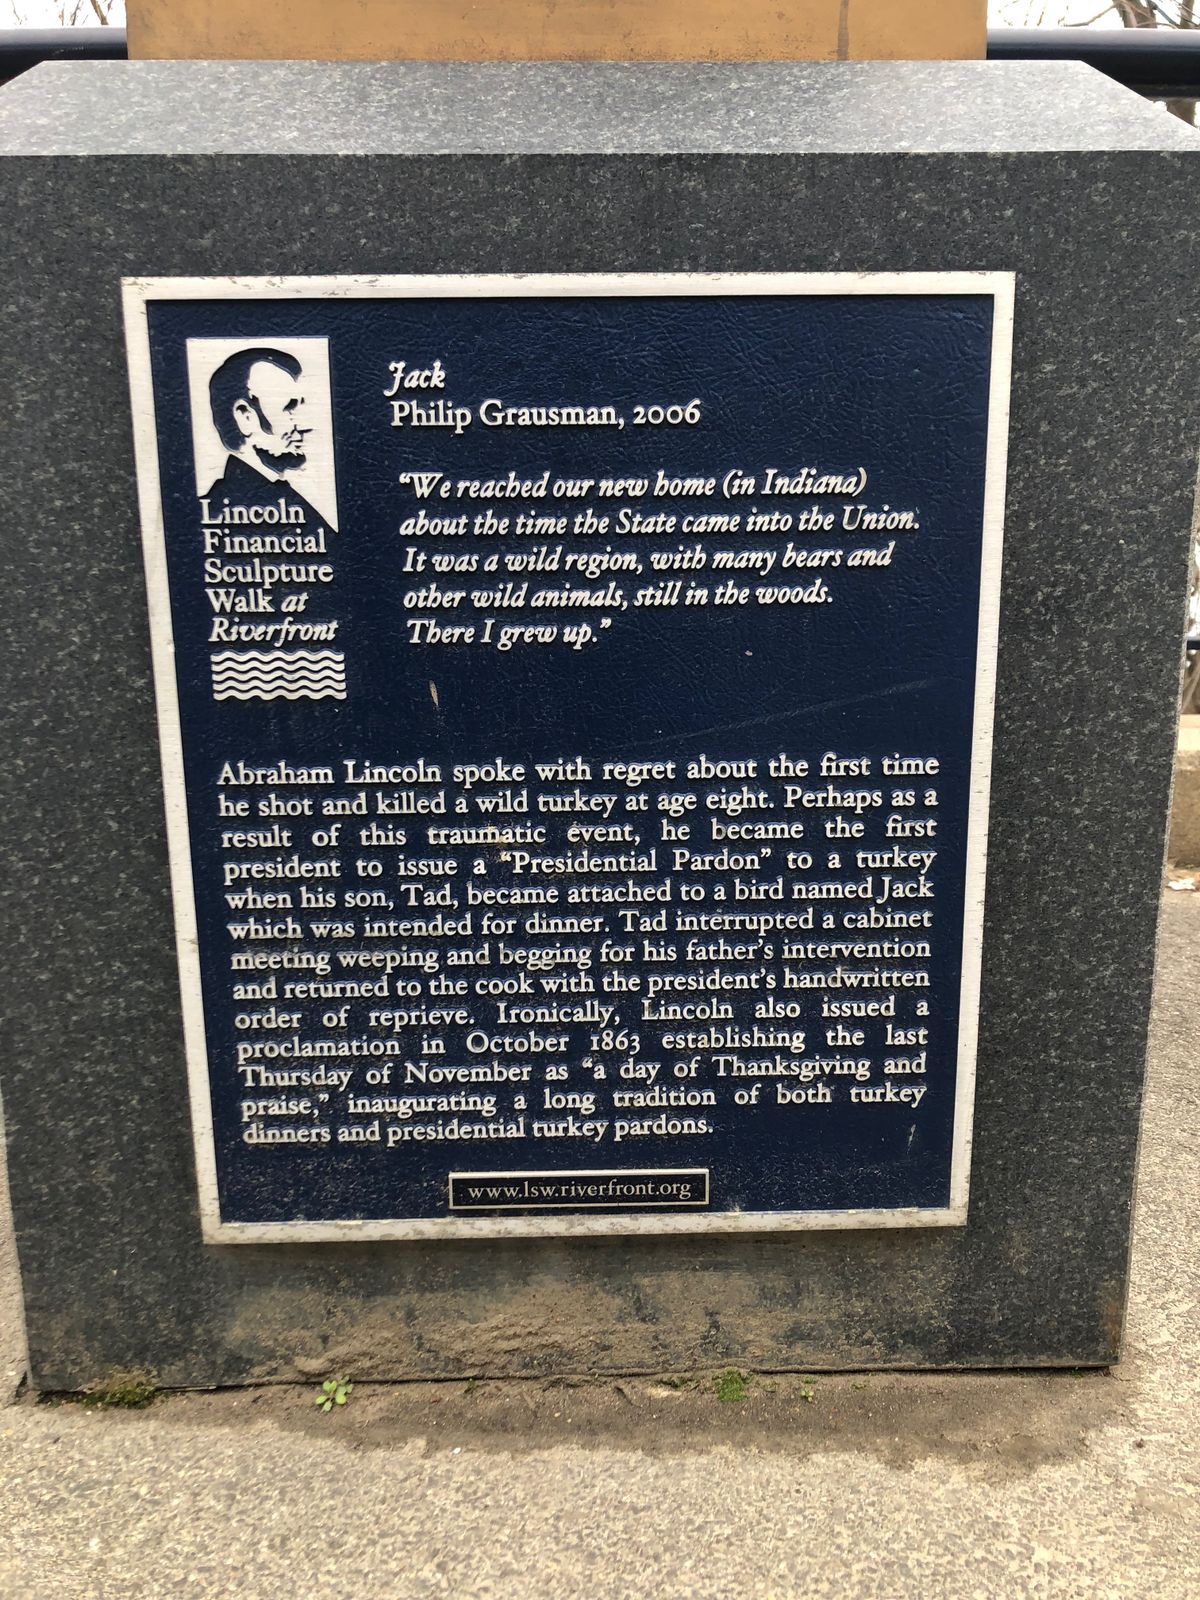 Lincoln
Financial
Sculpture
Walk at
Riverfront
Jack
Philip Grausman, 2006
“We reached our new home (in Indiana)
about the time the State came into the Union.
It was a wild region, with many bears and
other wild animals, still in the woods.
There I grew up.”
Abraham Lincoln spoke with regret about the first time
he shot and killed a wild turkey at age eight. Perhaps as a
result of this traumatic event, he became the first
president to issue a “Presidential Pardon” to a turkey
when his son, Tad, became attached to a bird named Jack
which was intended for dinner. Tad interrupted a cabinet
meeting weeping and begging for his father’s intervention
and returned to the cook with the president’s handwritten
order of reprieve. Ironically, Lincoln also issued a
proclamation in October 1863 establishing the last
Thursday of November as “a day of Thanksgiving and
praise,” inaugurating a long tradition of both turkey
dinners and presidential turkey pardons.
www.lsw.riverfront.org